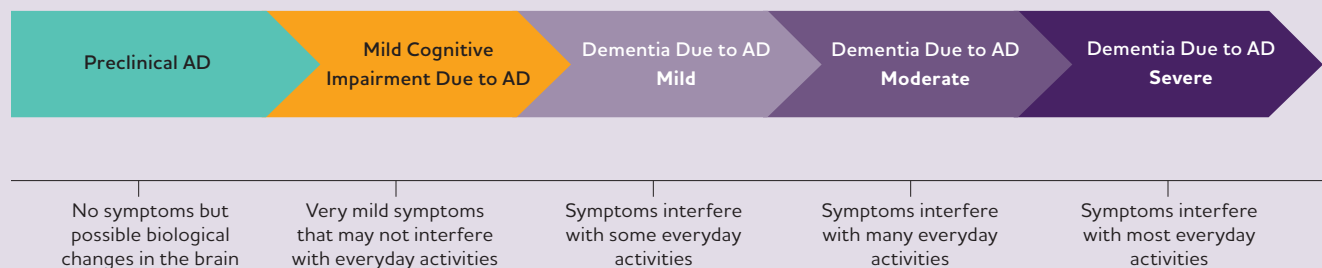 Preclinical AD
Mild Cognitive
Impairment Due to AD
Dementia Due to AD
Mild
Dementia Due to AD
Moderate
Dementia Due to AD
Severe
No symptoms but
possible biological
changes in the brain
Very mild symptoms
that may not interfere
with everyday activities
Symptoms interfere
with some everyday
activities
Symptoms interfere
with many everyday
activities
Symptoms interfere
with most everyday
activities